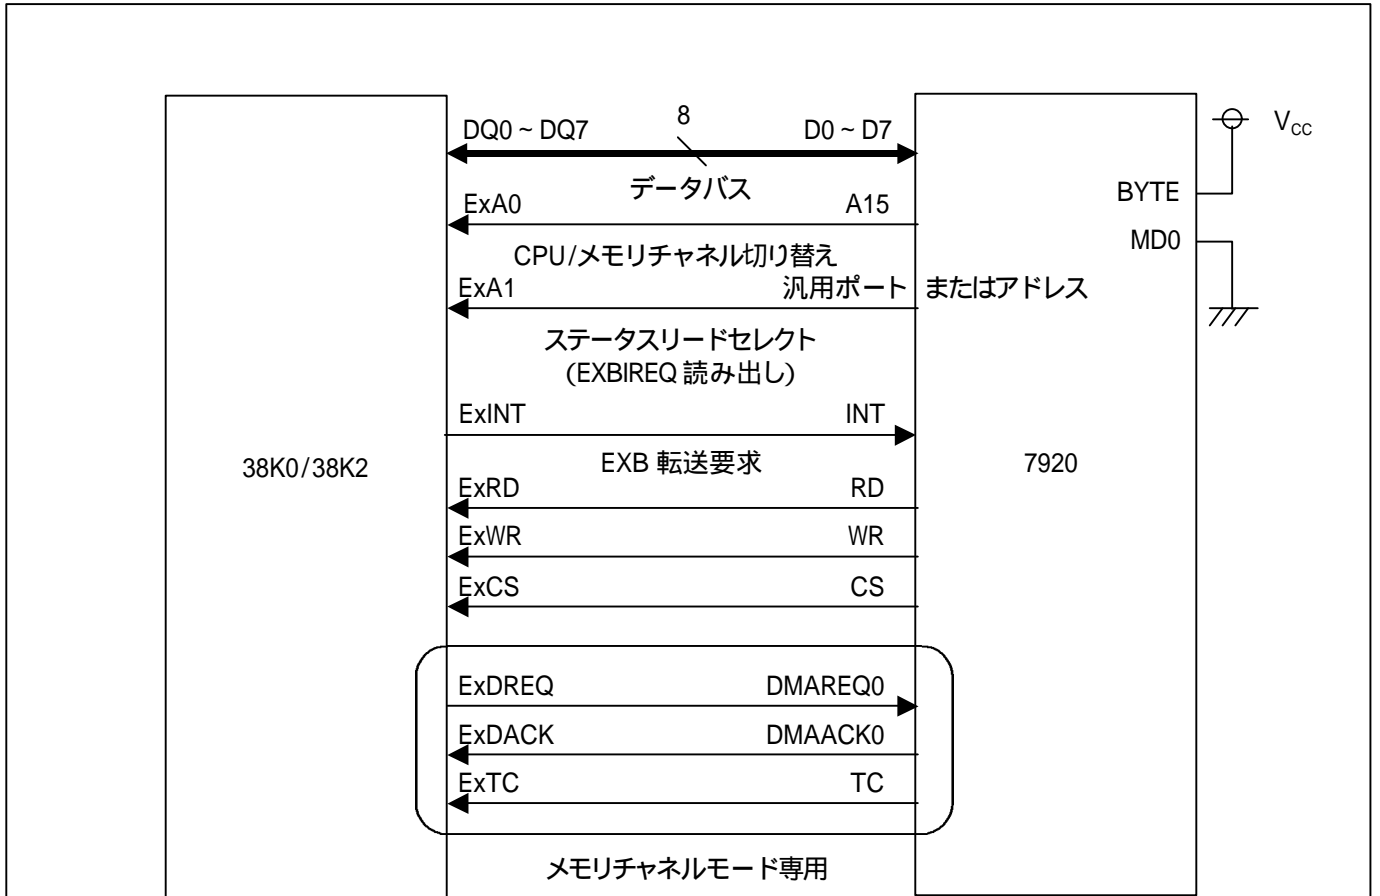 8
DQ0 ~ DQ7 D0 ~ D7
VCC
データバス
BYTE
ExA0 A15
MD0
CPU/メモリチャネル切り替え
ExA1 汎用ポート またはアドレス
ステータスリードセレクト
(EXBIREQ 読み出し)
ExINT INT
EXB 転送要求
38K0/38K2 7920
ExRD RD
ExWR WR
ExCS CS
ExDREQ DMAREQ0
ExDACK DMAACK0
ExTC TC
メモリチャネルモード専用